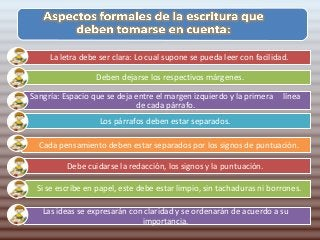 Aspectos formales de la escritura que
deben tomarse en cuenta:
La letra debe ser clara: Lo cual supone se pueda leer con facilidad.
Deben dejarse los respectivos márgenes.
Sangría: Espacio que se deja entre el margen izquierdo y la primera línea
de cada párrafo.
Los párrafos deben estar separados.
Cada pensamiento deben estar separados por los signos de puntuación.
Debe cuidarse la redacción, los signos y la puntuación.
Si se escribe en papel, este debe estar limpio, sin tachaduras ni borrones.
Las ideas se expresarán con claridad y se ordenarán de acuerdo a su
importancia.